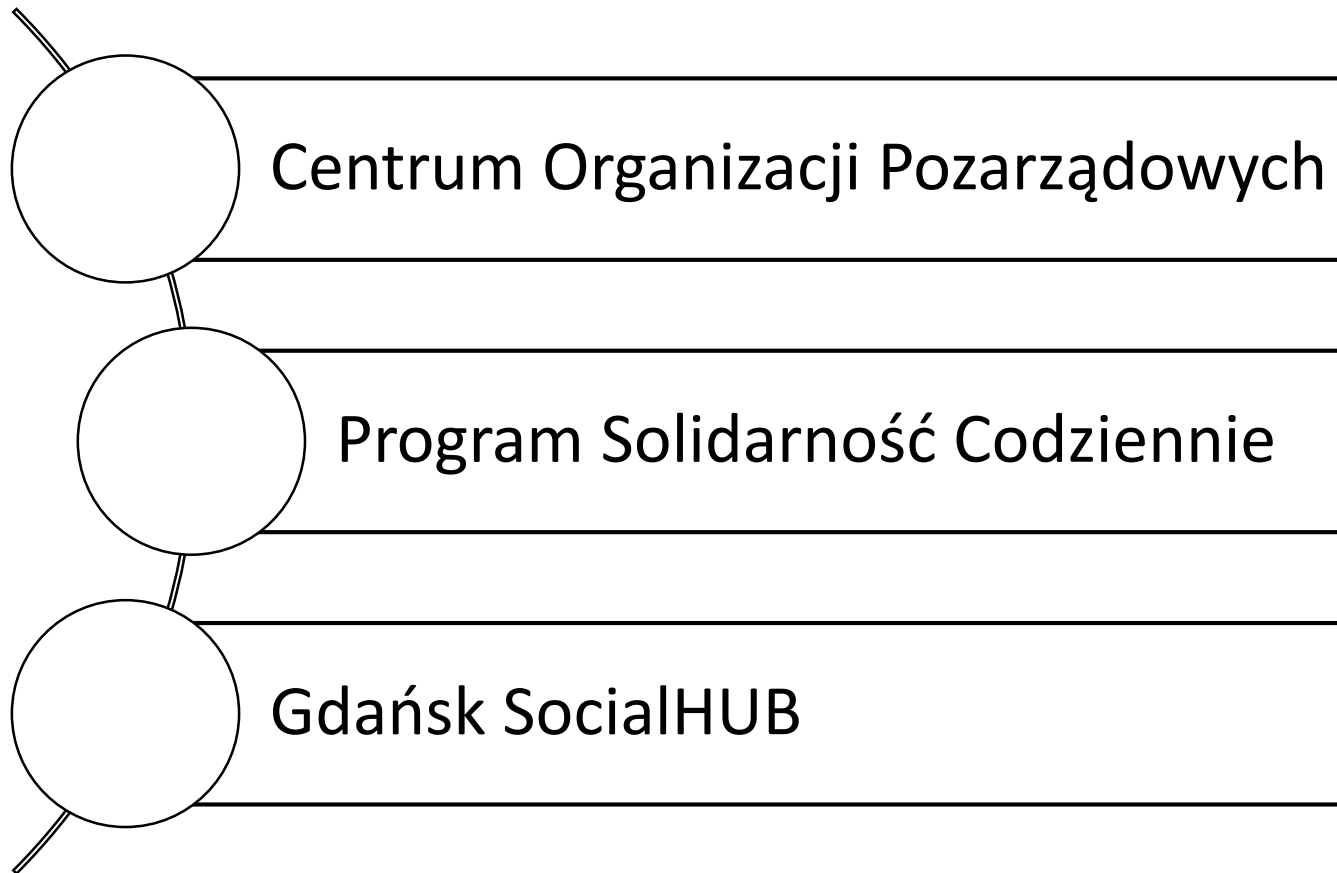 Centrum Organizacji Pozarządowych
Program Solidarność Codziennie
Gdańsk SocialHUB